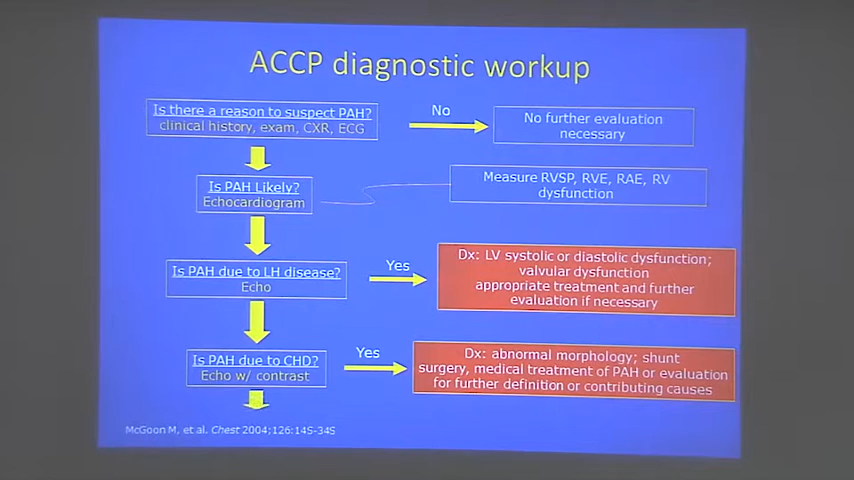 ACCP diagnostic workup
Is there a reason to suspect PAH?
clinical history, exam, CXR, ECG
No
No further evaluation
necessary
Is PAH Likely?
Echocardiogram
Measure RVSP, RVE, RAE, RV
dysfunction
Is PAH due to LH disease?
Echo
Yes
Dx: LV systolic or diastolic dysfunction;
valvular dysfunction
appropriate treatment and further
evaluation if necessary
Is PAH due to CHD?
Echo w/ contrast
Yes
Dx: abnormal morphology; shunt
surgery, medical treatment of PAH or evaluation
for further definition or contributing causes
McGoon M, et al. Chest 2004;126:14S-34S